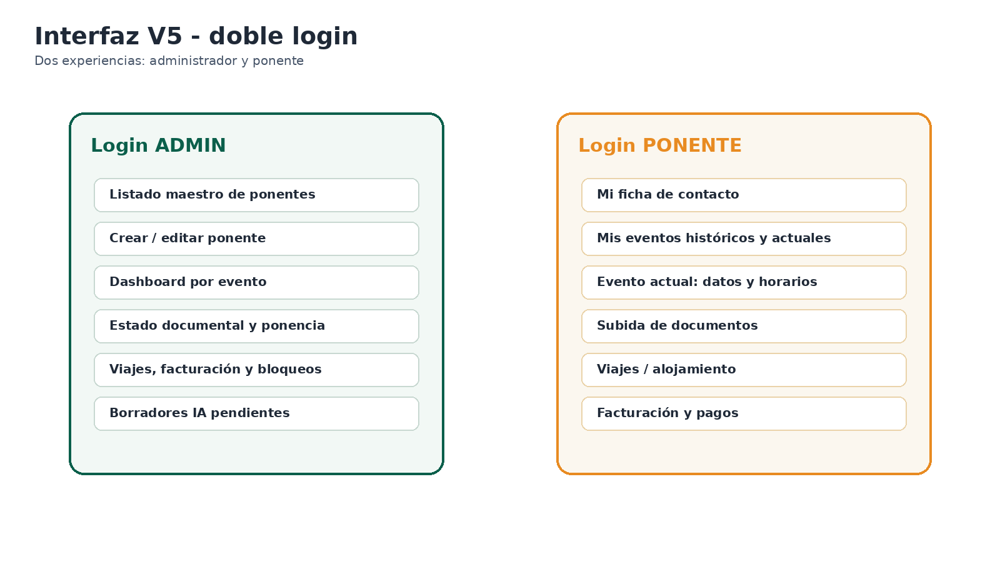 Interfaz V5 - doble login
Dos experiencias: administrador y ponente
Login ADMIN
Listado maestro de ponentes
Crear / editar ponente
Dashboard por evento
Estado documental y ponencia
Viajes, facturación y bloqueos
Borradores IA pendientes
Login PONENTE
Mi ficha de contacto
Mis eventos históricos y actuales
Evento actual: datos y horarios
Subida de documentos
Viajes / alojamiento
Facturación y pagos